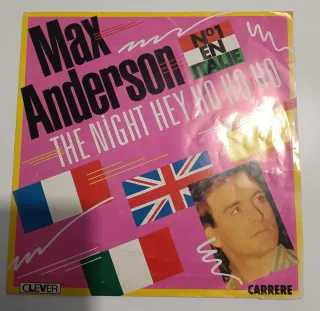 Max
Anderson
N°1
EN
ITALIE
THE NIGHT HEY HO HO HO
CLEVER
CARRERE